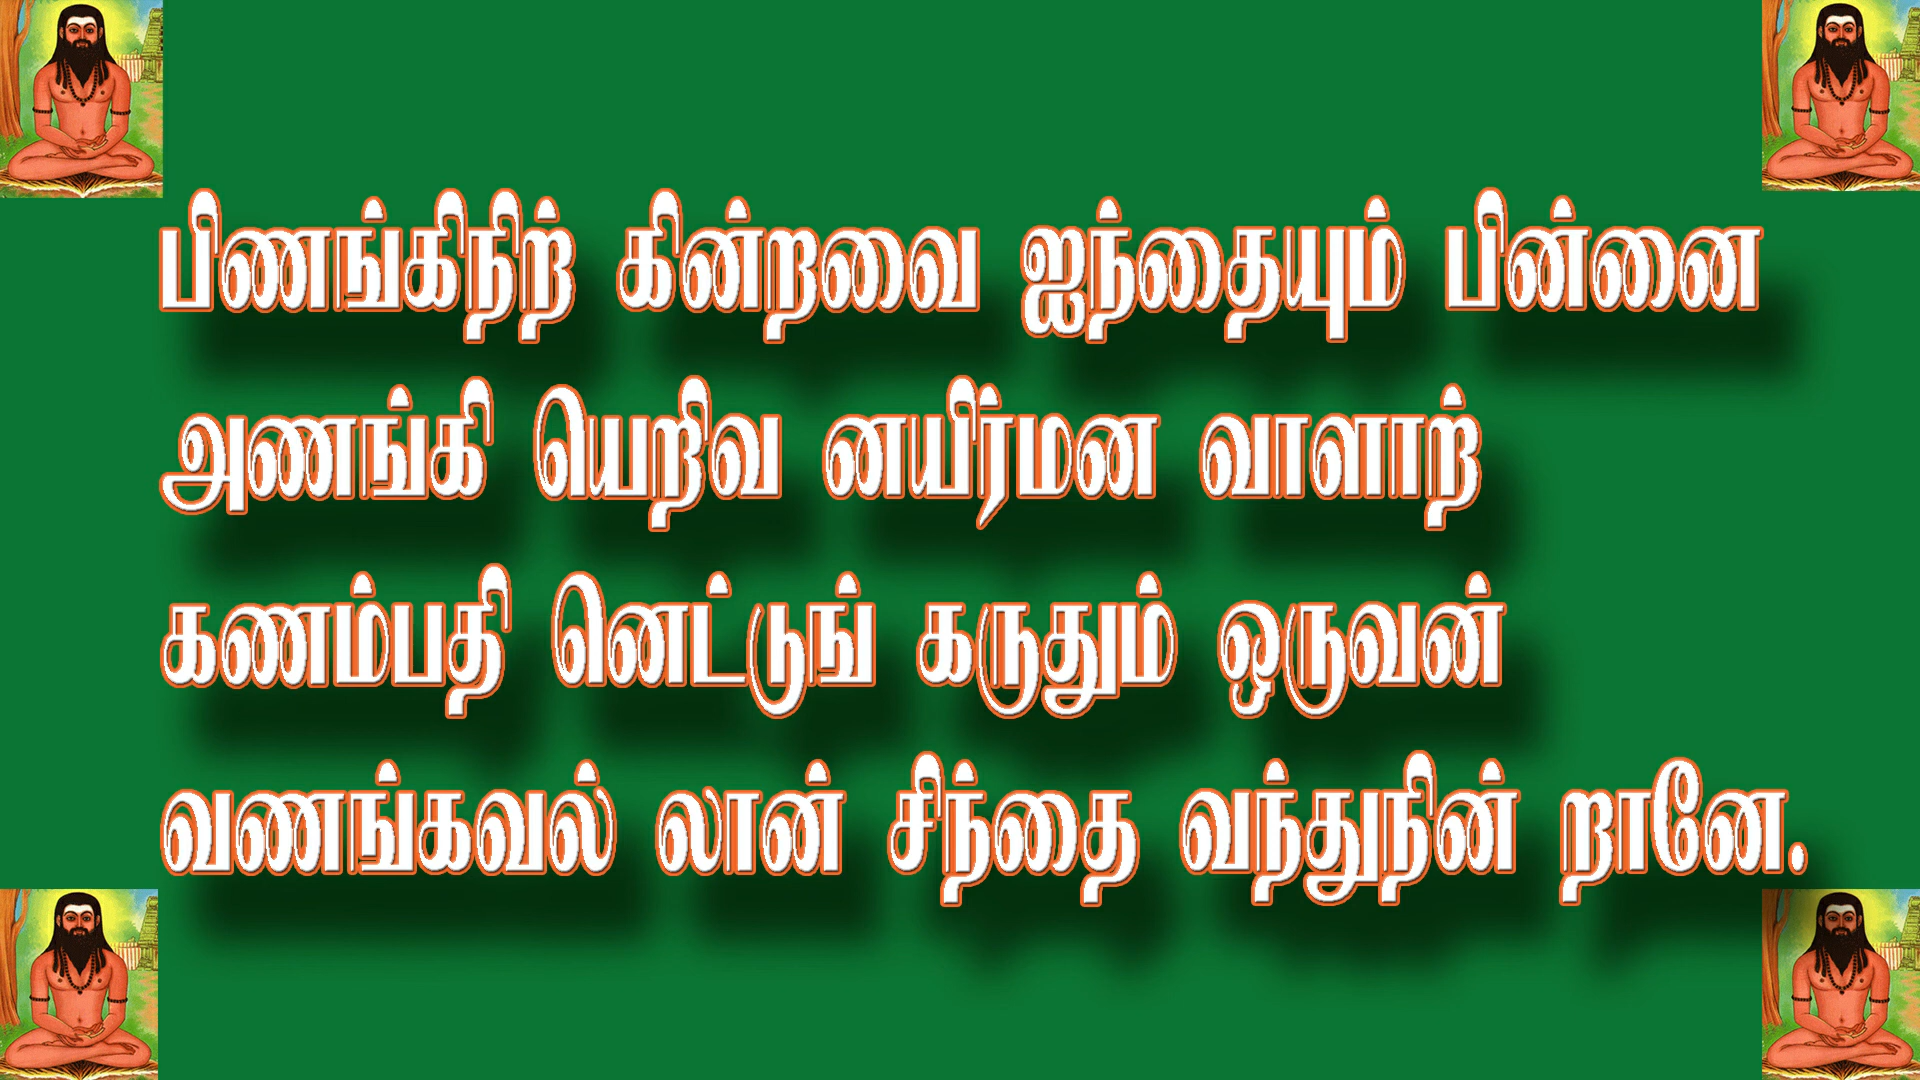 பிணங்கிநிற் கின்றவை ஐந்தையும் பின்னை
அணங்கி யெறிவ னயிர்மன வாளாற்
கணம்பதி னெட்டுங் கருதும் ஒருவன்
வணங்கவல் லான் சிந்தை வந்துநின் றானே.